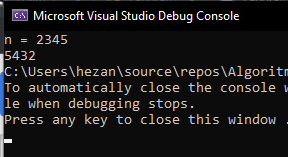 Microsoft Visual Studio Debug Console
n = 2345
5432
C:\Users\hezan\source\repos\Algoritm
To automatically close the console w
le when debugging stops.
Press any key to close this window .